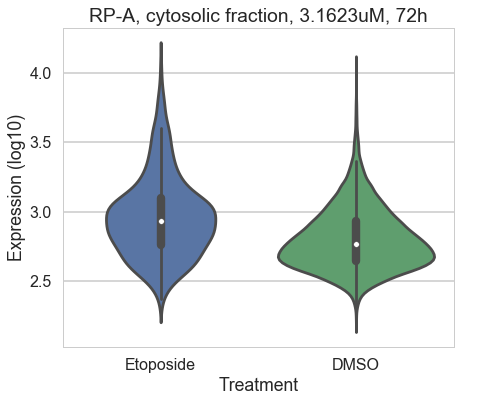 RP-A, cytosolic fraction, 3.1623uM, 72h
4.0
3.5
3.0
2.5
Expression (log10)
Etoposide
DMSO
Treatment